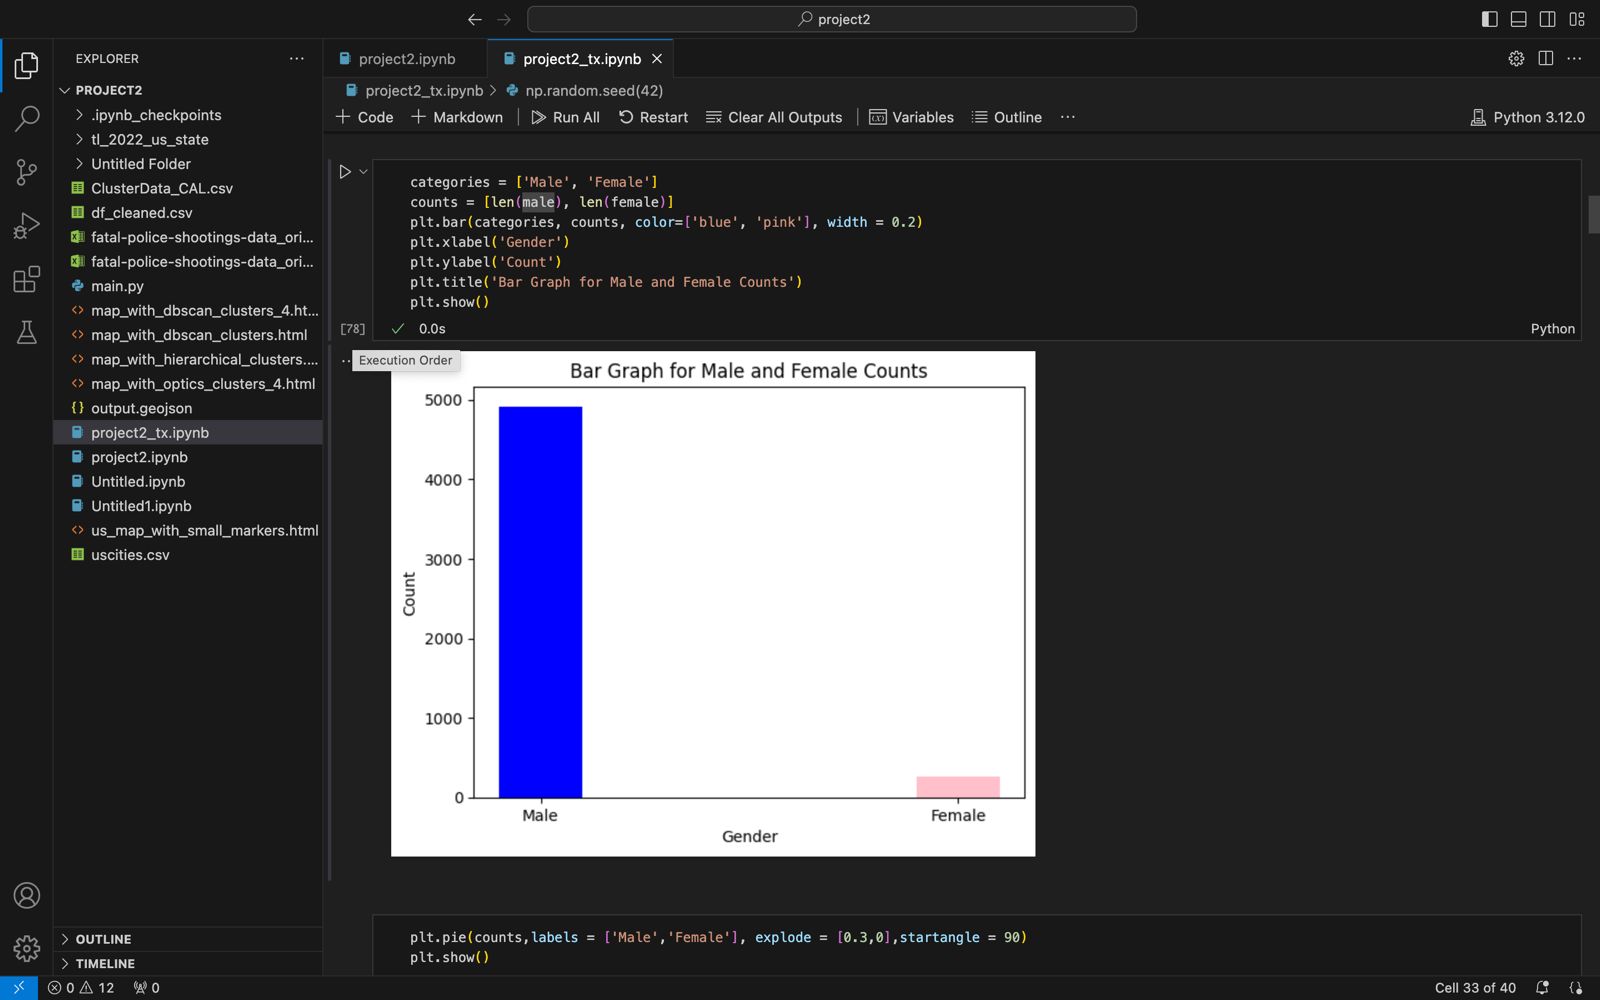 project2
EXPLORER
PROJECT2
.ipynb_checkpoints
tl_2022_us_state
Untitled Folder
ClusterData_CAL.csv
df_cleaned.csv
fatal-police-shootings-data_ori...
fatal-police-shootings-data_ori...
main.py
map_with_dbscan_clusters_4.ht...
map_with_dbscan_clusters.html
map_with_hierarchical_clusters....
map_with_optics_clusters_4.html
output.geojson
project2_tx.ipynb
project2.ipynb
Untitled.ipynb
Untitled1.ipynb
us_map_with_small_markers.html
uscities.csv
OUTLINE
TIMELINE
project2.ipynb
project2_tx.ipynb
project2_tx.ipynb > np.random.seed(42)
+ Code + Markdown Run All Restart Clear All Outputs Variables Outline ... Python 3.12.0
categories = ['Male', 'Female']
counts = [len(male), len(female)]
plt.bar(categories, counts, color=['blue', 'pink'], width = 0.2)
plt.xlabel('Gender')
plt.ylabel('Count')
plt.title('Bar Graph for Male and Female Counts')
plt.show()
[78] 0.0s Python
Execution Order
Bar Graph for Male and Female Counts
5000
4000
3000
2000
1000
0
Count
Male Female
Gender
plt.pie(counts,labels = ['Male','Female'], explode = [0.3,0],startangle = 90)
plt.show()
0 12 0 Cell 33 of 40